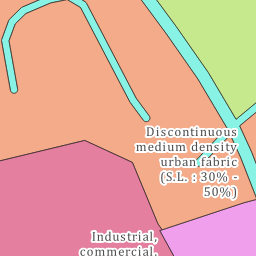 Discontinuous
medium density
urban fabric
(S.L. : 30% -
50%)
Industrial,
commercial,